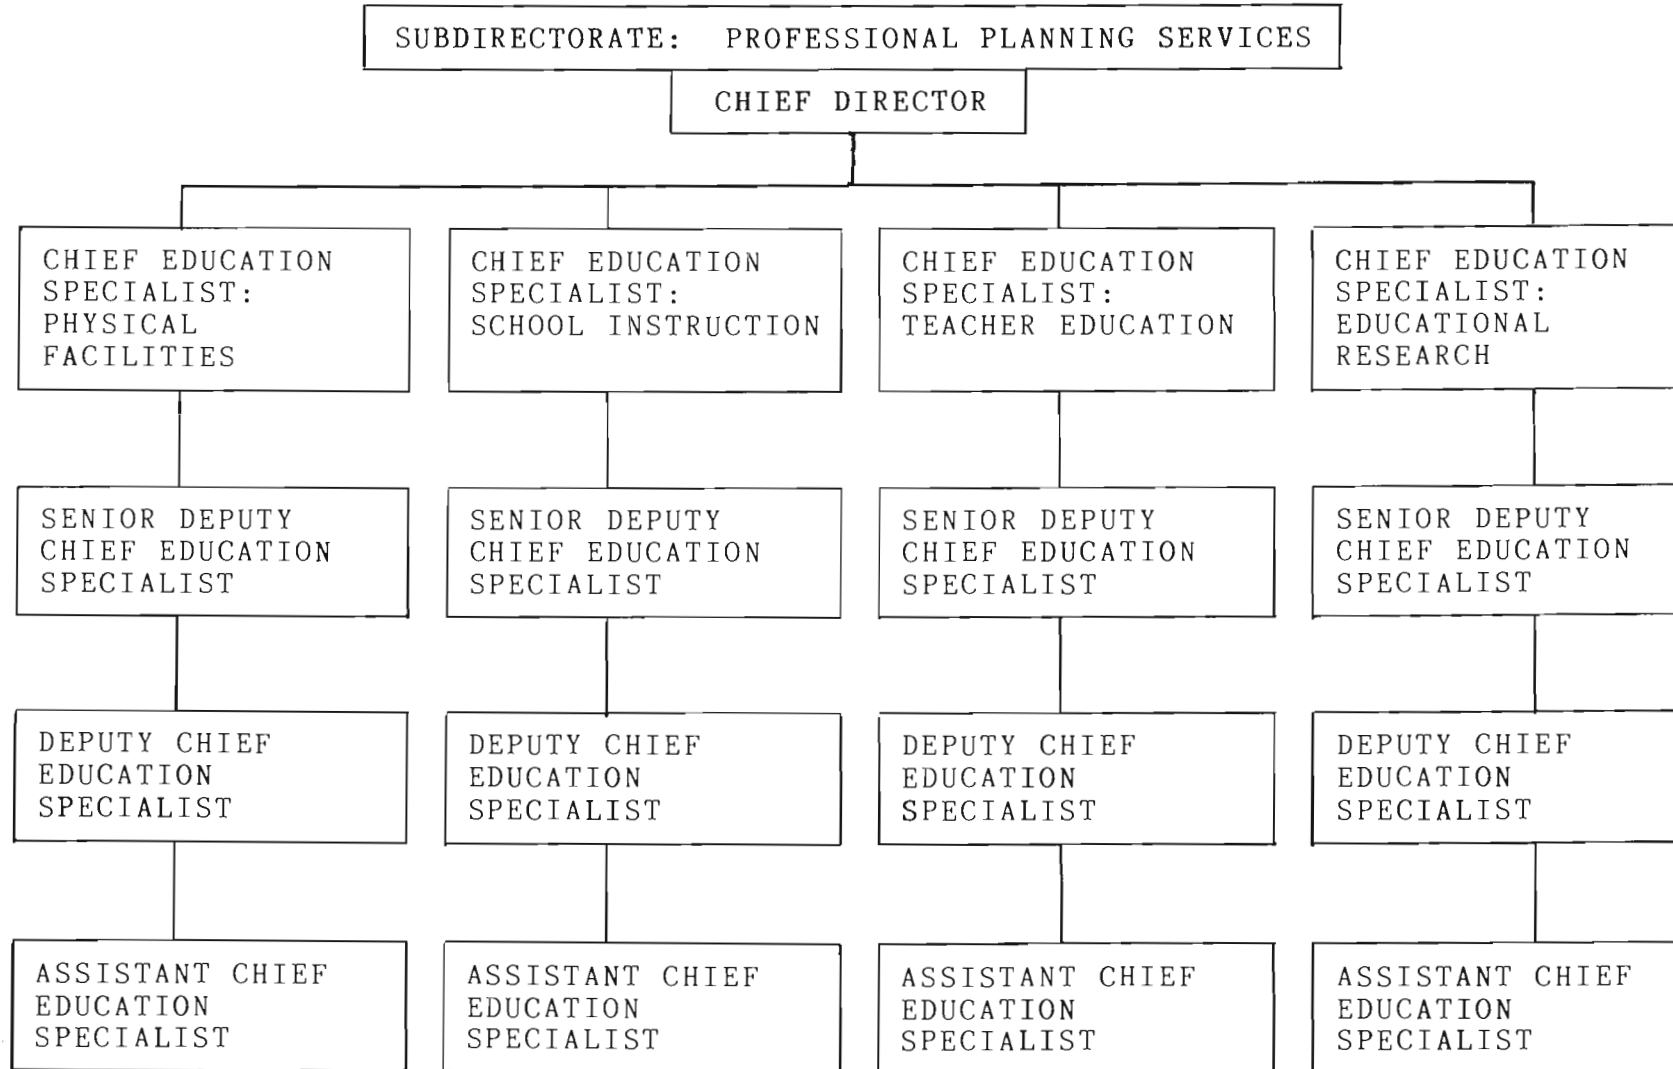 SUBDIRECTORATE: PROFESSIONAL PLANNING SERVICES
CHIEF DIRECTOR
CHIEF EDUCATION
SPECIALIST:
PHYSICAL
FACILITIES
CHIEF EDUCATION
SPECIALIST:
SCHOOL INSTRUCTION
CHIEF EDUCATION
SPECIALIST:
TEACHER EDUCATION
CHIEF EDUCATION
SPECIALIST:
EDUCATIONAL
RESEARCH
SENIOR DEPUTY
CHIEF EDUCATION
SPECIALIST
SENIOR DEPUTY
CHIEF EDUCATION
SPECIALIST
SENIOR DEPUTY
CHIEF EDUCATION
SPECIALIST
SENIOR DEPUTY
CHIEF EDUCATION
SPECIALIST
DEPUTY CHIEF
EDUCATION
SPECIALIST
DEPUTY CHIEF
EDUCATION
SPECIALIST
DEPUTY CHIEF
EDUCATION
SPECIALIST
DEPUTY CHIEF
EDUCATION
SPECIALIST
ASSISTANT CHIEF
EDUCATION
SPECIALIST
ASSISTANT CHIEF
EDUCATION
SPECIALIST
ASSISTANT CHIEF
EDUCATION
SPECIALIST
ASSISTANT CHIEF
EDUCATION
SPECIALIST